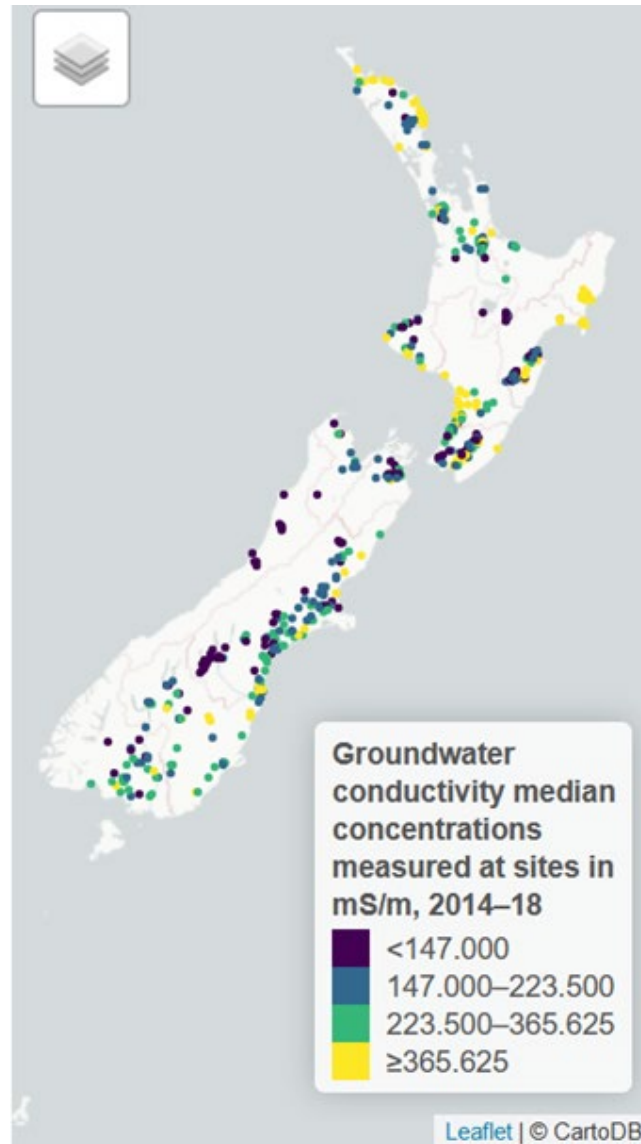 Groundwater
conductivity median
concentrations
measured at sites in
mS/m, 2014–18
<147.000
147.000–223.500
223.500–365.625
≥365.625
Leaflet | © CartoDB